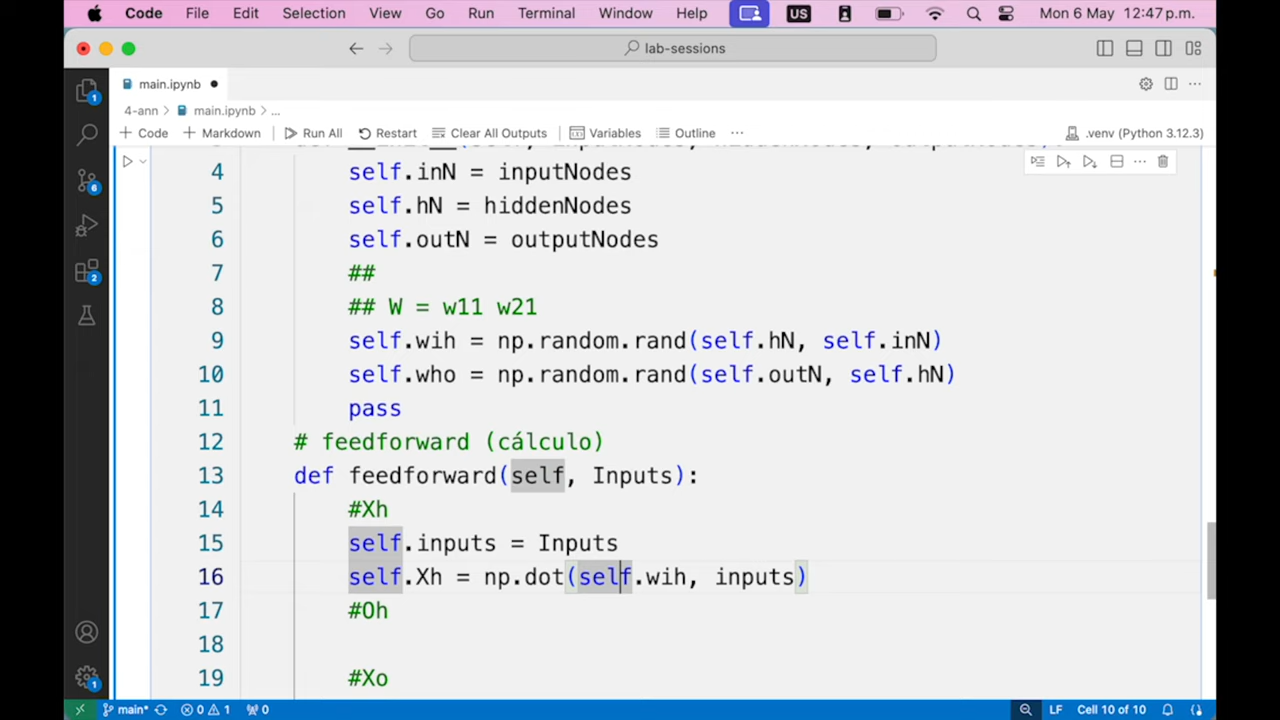 Code File Edit Selection View Go Run Terminal Window Help US Mon 6 May 12:47 p.m.
lab-sessions
main.ipynb
4-ann > main.ipynb > ...
+ Code + Markdown Run All Restart Clear All Outputs Variables Outline ... .venv (Python 3.12.3)
4 self.inN = inputNodes
5 self.hN = hiddenNodes
6 self.outN = outputNodes
7 ##
8 ## W = w11 w21
9 self.wih = np.random.rand(self.hN, self.inN)
10 self.who = np.random.rand(self.outN, self.hN)
11 pass
12 # feedforward (cálculo)
13 def feedforward(self, Inputs):
14 #Xh
15 self.inputs = Inputs
16 self.Xh = np.dot(self.wih, inputs)
17 #Oh
18
19 #Xo
1
6
2
1
main* 0 1 0 LF Cell 10 of 10